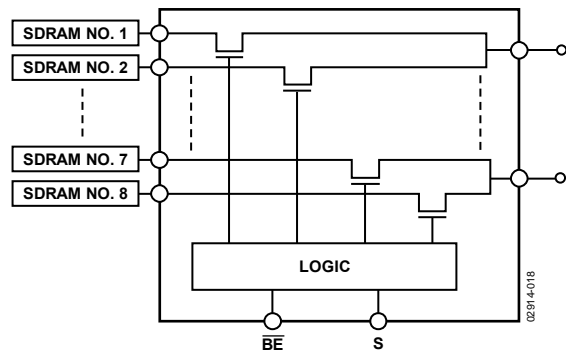 SDRAM NO. 1
SDRAM NO. 2
SDRAM NO. 7
SDRAM NO. 8
LOGIC
BE
S
02914-018